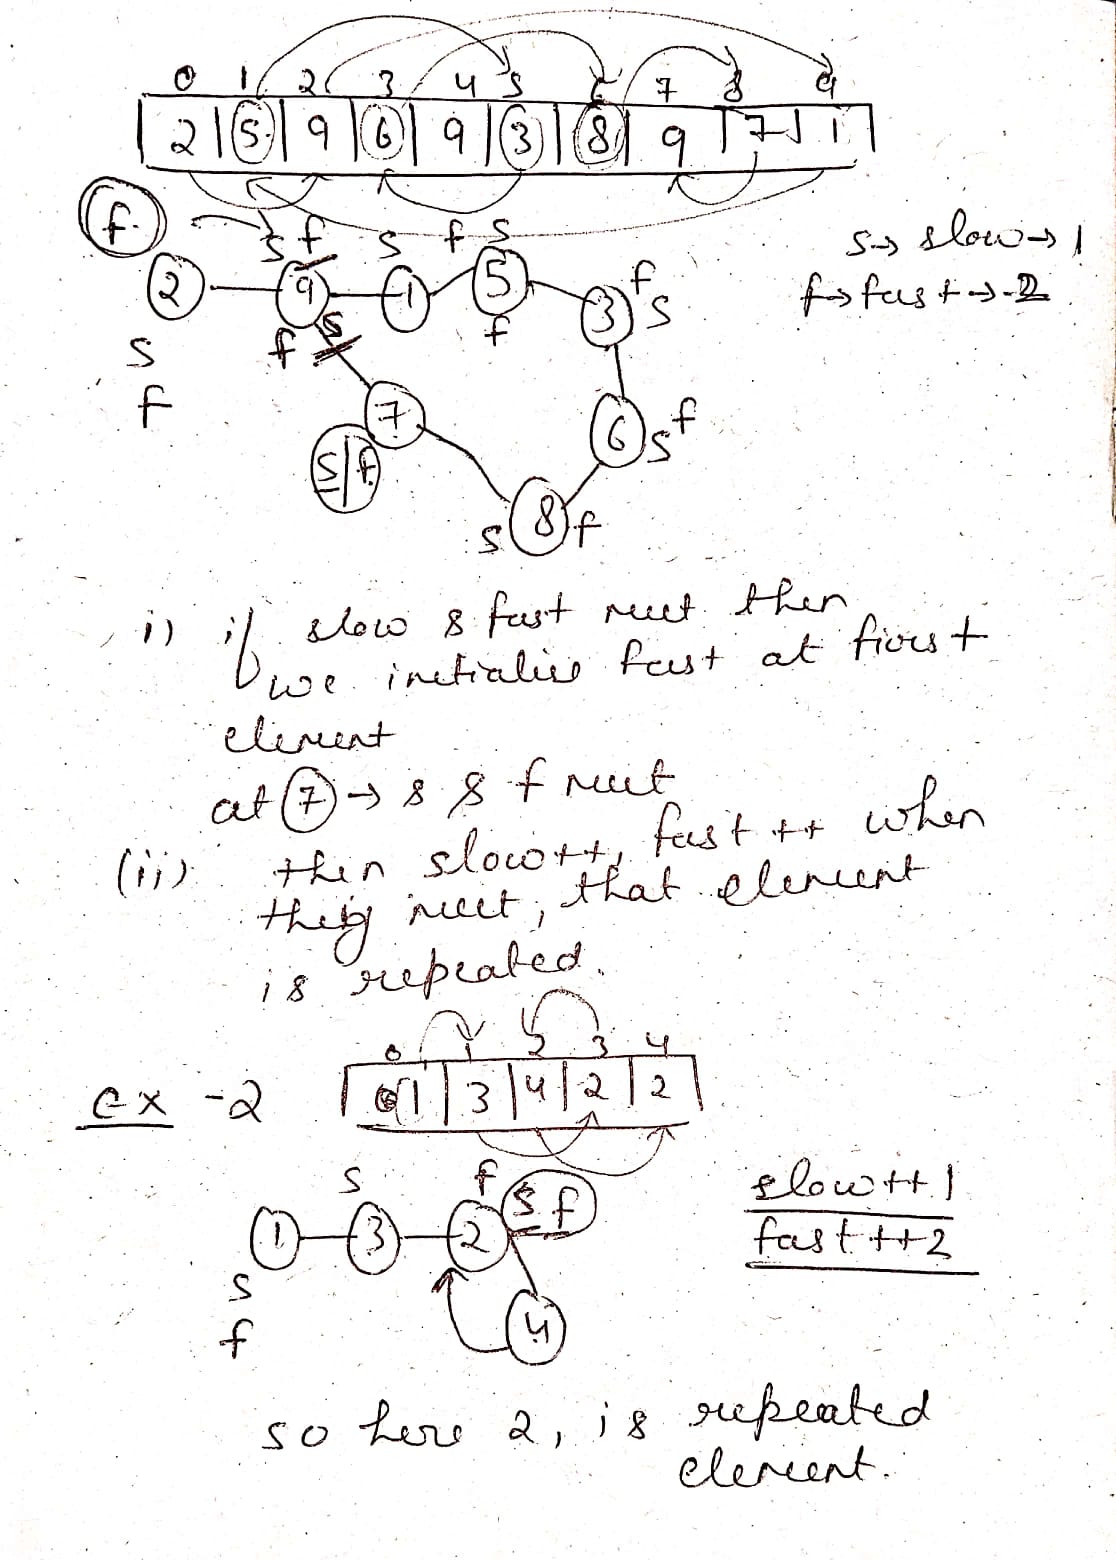 0 1 2 3 4 5 6 7 8 9
2 | 5 | 9 | 6 | 9 | 3 | 8 | 9 | 7 | 1
f
s f s f s
2 9 1 5 3 f s
s f f s f
f
7 6 s f
s/f
s 8 f
s → slow → 1
f → fast → 2
i) if slow & fast meet then
we initialise fast at first
element
at 7 → s & f meet
(ii) then slow++, fast++ when
they meet, that element
is repeated.
0 1 2 3 4
ex - 2 1 | 3 | 4 | 2 | 2
s f s f
1 3 2
s
f 4
slow++ 1
fast++2
so here 2, is repeated
element.